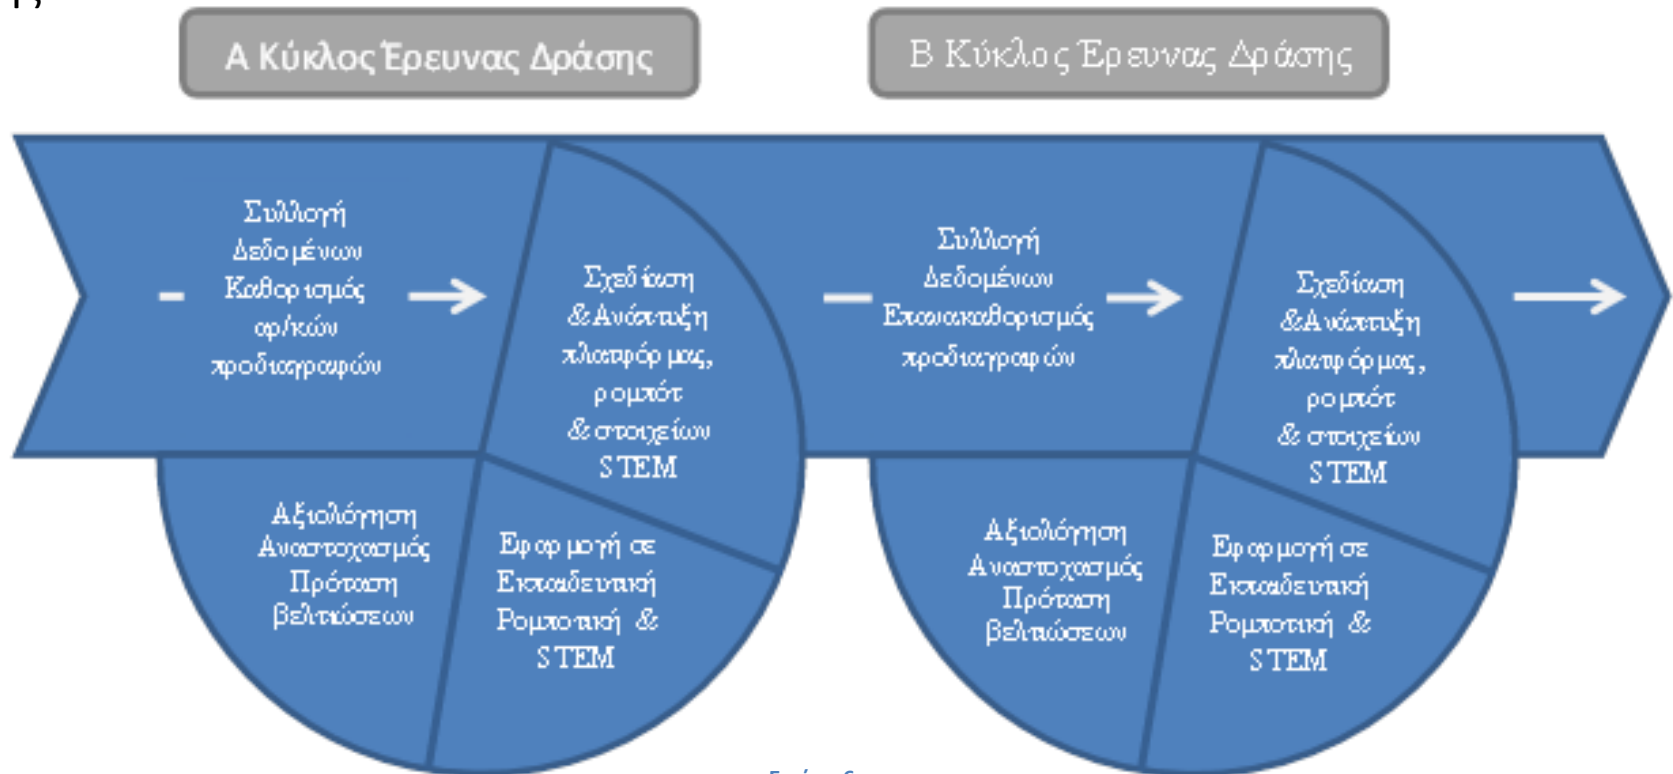 Α Κύκλος Έρευνας Δράσης
Β Κύκλος Έρευνας Δράσης
Συλλογή
Δεδομένων
Καθορισμός
αρ/κών
προδιαγραφών
Σχεδίαση
&Ανάπτυξη
πλατφόρμας,
ρομπότ
& στοιχείων
STEM
Εφαρμογή σε
Εκπαιδευτική
Ρομποτική &
STEM
Αξιολόγηση
Αναστοχασμός
Πρόταση
βελτιώσεων
Συλλογή
Δεδομένων
Επανακαθορισμός
προδιαγραφών
Σχεδίαση
&Ανάπτυξη
πλατφόρμας,
ρομπότ
& στοιχείων
STEM
Εφαρμογή σε
Εκπαιδευτική
Ρομποτική &
STEM
Αξιολόγηση
Αναστοχασμός
Πρόταση
βελτιώσεων